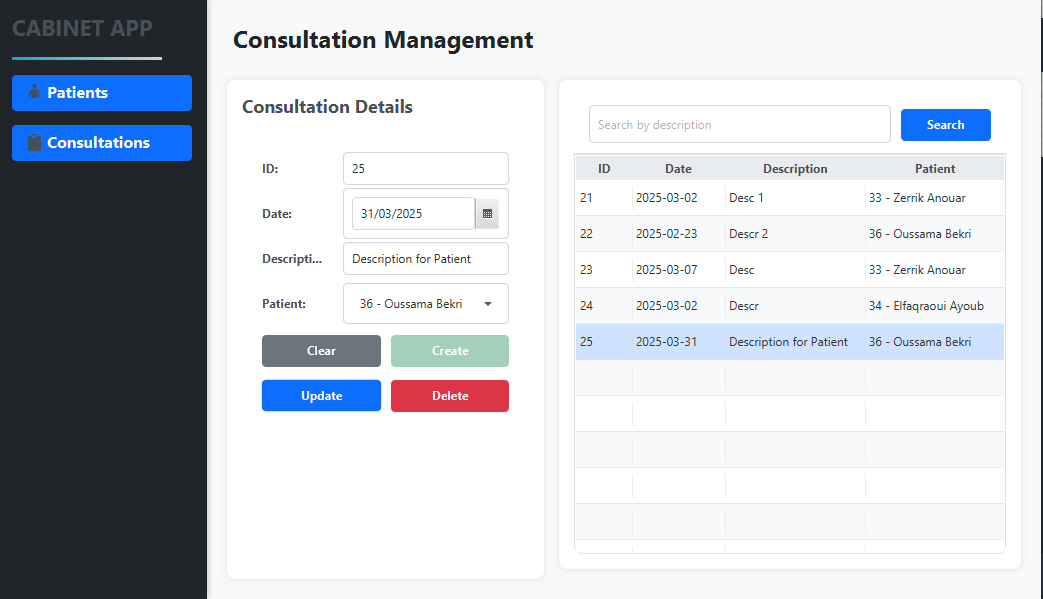 CABINET APP
Patients
Consultations
Consultation Management
Consultation Details
ID: 25
Date: 31/03/2025
Descripti... Description for Patient
Patient: 36 - Oussama Bekri
Clear Create
Update Delete
Search by description Search
ID Date Description Patient
21 2025-03-02 Desc 1 33 - Zerrik Anouar
22 2025-02-23 Descr 2 36 - Oussama Bekri
23 2025-03-07 Desc 33 - Zerrik Anouar
24 2025-03-02 Descr 34 - Elfaqraoui Ayoub
25 2025-03-31 Description for Patient 36 - Oussama Bekri